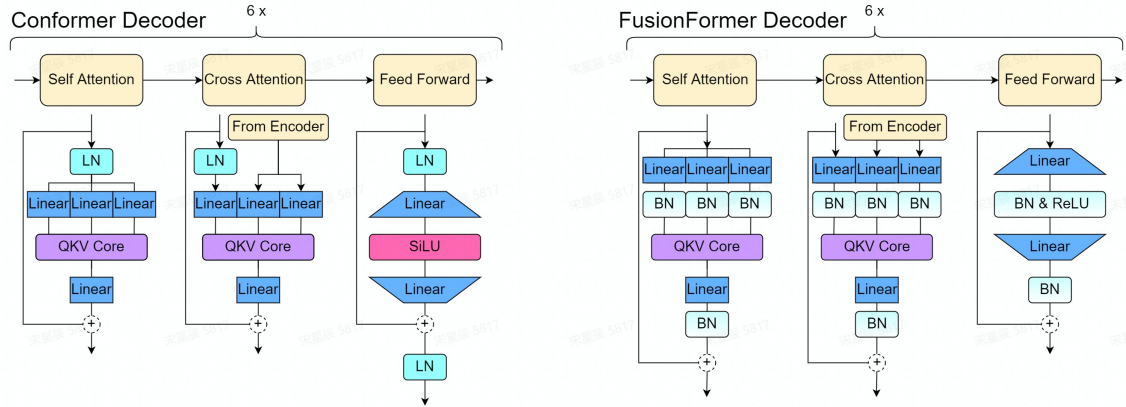 Conformer Decoder
6 x
Self Attention
Cross Attention
Feed Forward
From Encoder
LN
LN
LN
Linear Linear Linear
Linear Linear Linear
Linear
QKV Core
QKV Core
SiLU
Linear
Linear
Linear
+
+
+
LN
FusionFormer Decoder
6 x
Self Attention
Cross Attention
Feed Forward
From Encoder
Linear Linear Linear
Linear Linear Linear
Linear
BN BN BN
BN BN BN
BN & ReLU
QKV Core
QKV Core
Linear
Linear
Linear
BN
BN
BN
+
+
+